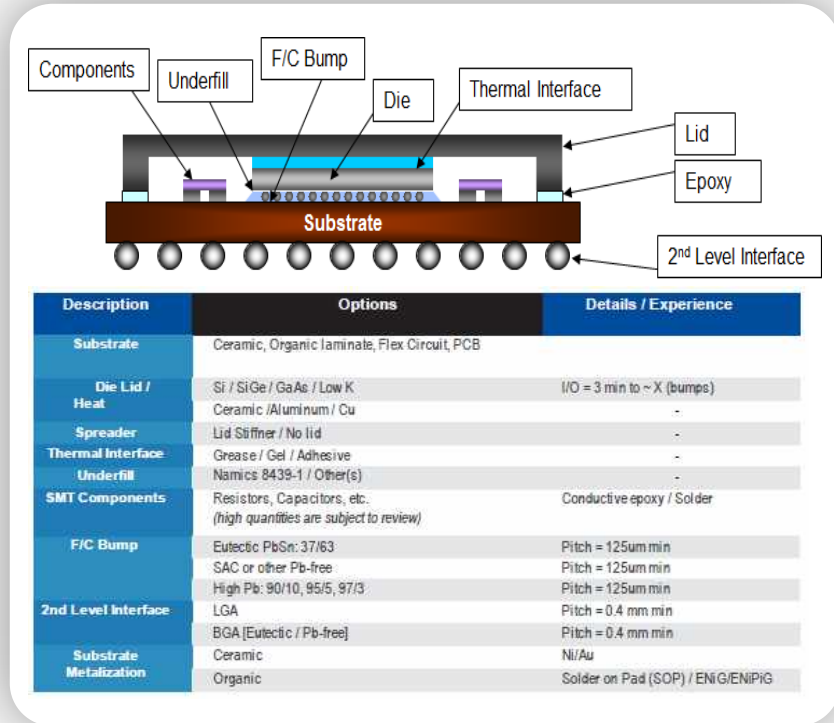 F/C Bump
Components
Underfill
Die
Thermal Interface
Lid
Epoxy
Substrate
2nd Level Interface
Description Options Details / Experience
Substrate Ceramic, Organic laminate, Flex Circuit, PCB
Die Lid / Si / SiGe / GaAs / Low K I/O = 3 min to ~ X (bumps)
Heat
Ceramic /Aluminum / Cu -
Spreader Lid Stiffner / No lid -
Thermal Interface Grease / Gel / Adhesive -
Underfill Namics 8439-1 / Other(s) -
SMT Components Resistors, Capacitors, etc. Conductive epoxy / Solder
(high quantities are subject to review)
F/C Bump Eutectic PbSn: 37/63 Pitch = 125um min
SAC or other Pb-free Pitch = 125um min
High Pb: 90/10, 95/5, 97/3 Pitch = 125um min
2nd Level Interface LGA Pitch = 0.4 mm min
BGA [Eutectic / Pb-free] Pitch = 0.4 mm min
Substrate Ceramic Ni/Au
Metalization
Organic Solder on Pad (SOP) / ENiG/ENiPiG